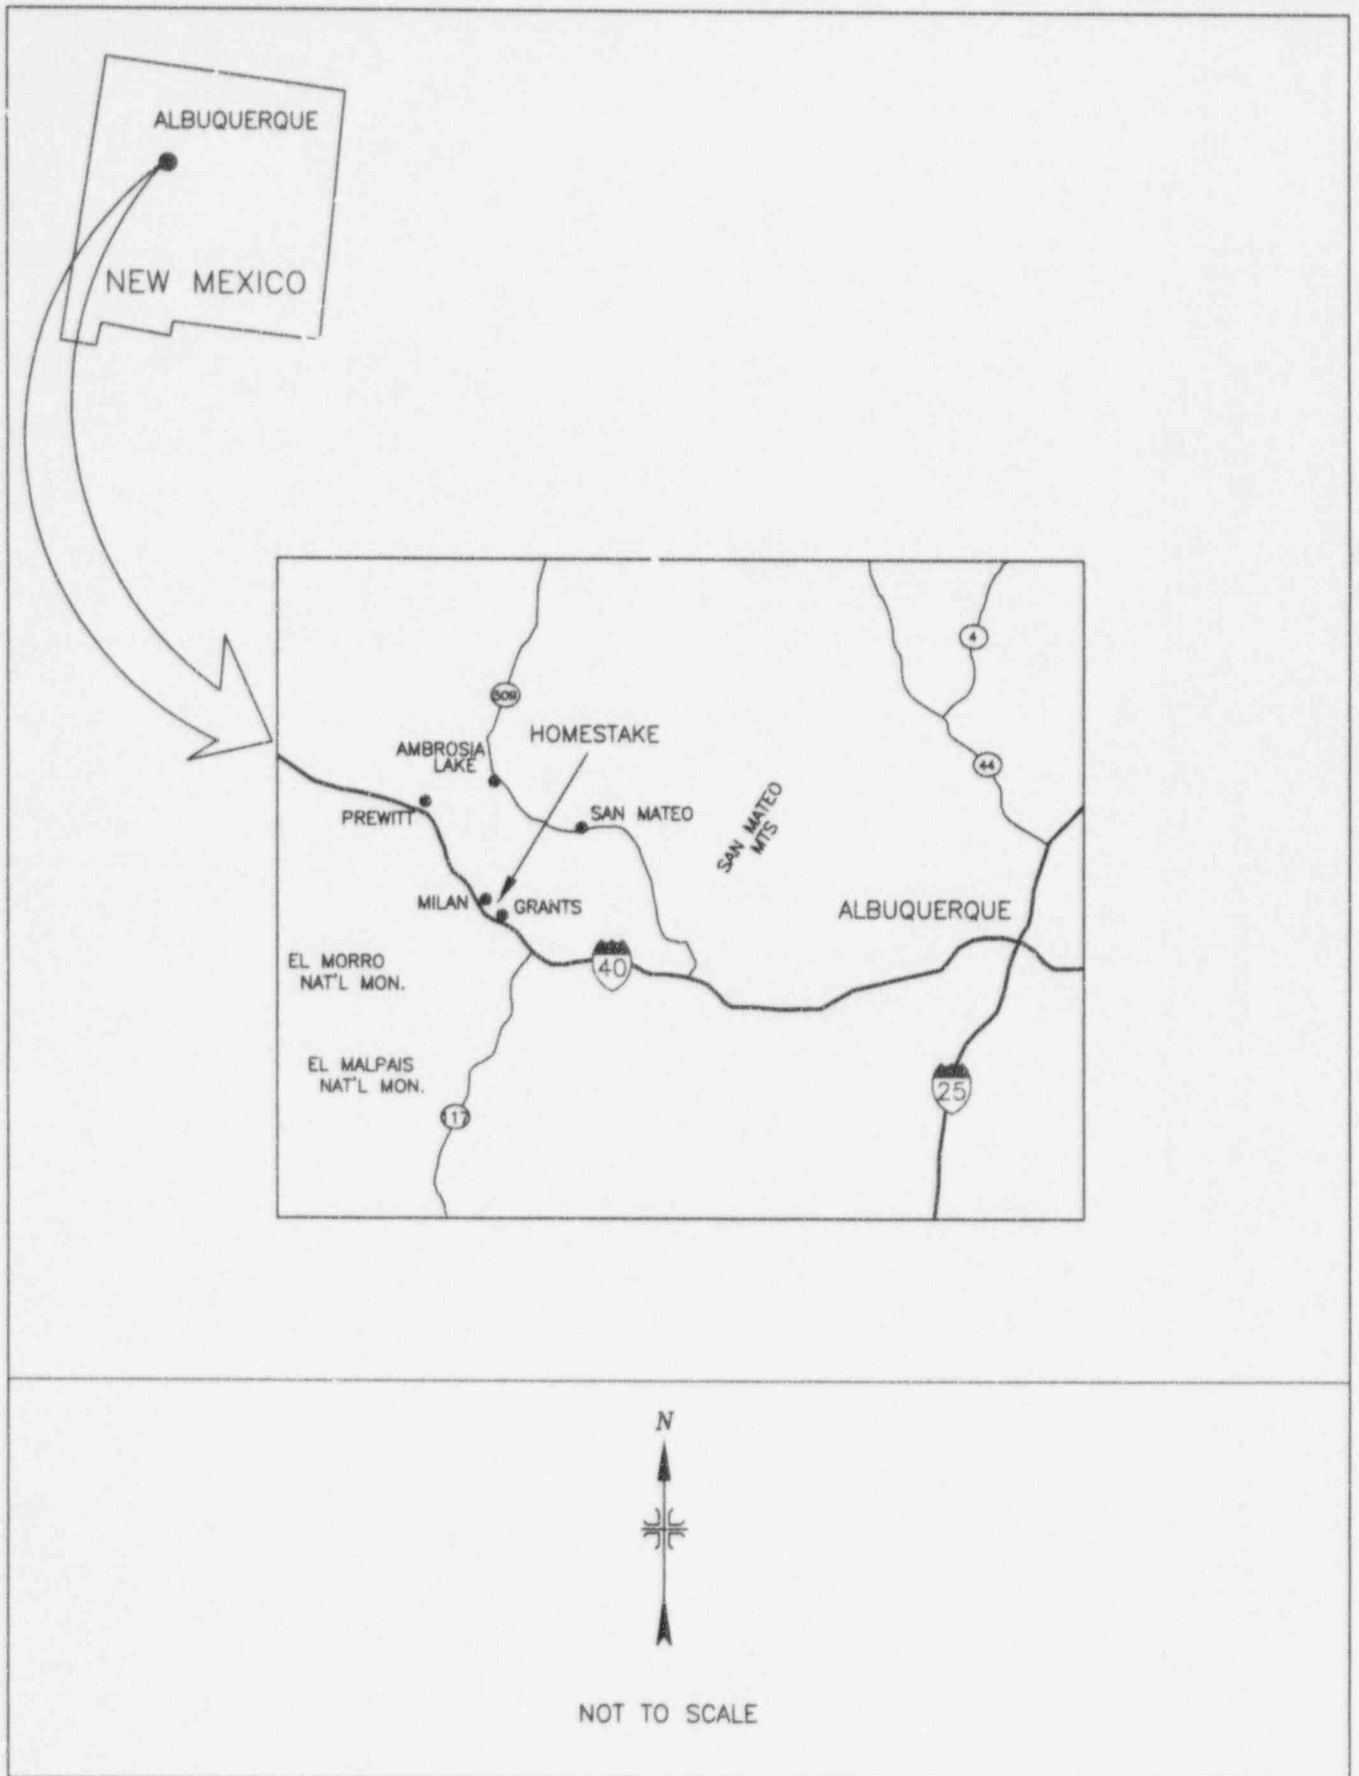 ALBUQUERQUE
NEW MEXICO
4
509
HOMESTAKE
AMBROSIA
LAKE
44
PREWITT
SAN MATEO
SAN MATEO
MTS
MILAN
GRANTS
ALBUQUERQUE
EL MORRO
NAT'L MON.
40
EL MALPAIS
NAT'L MON.
25
117
N
NOT TO SCALE